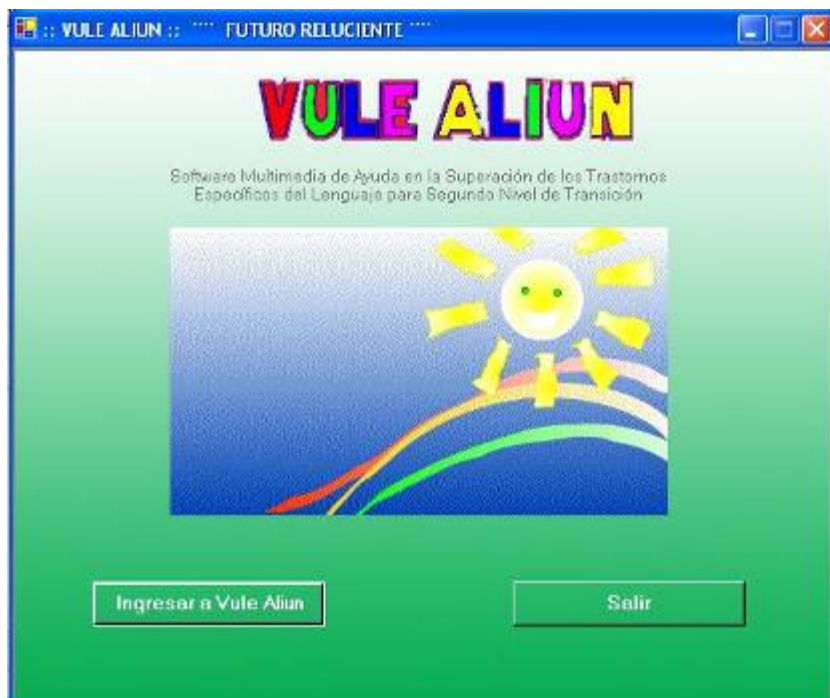 :: VULE ALIUN :: '''' FUTURO RELUCIENTE ''''
VULE ALIUN
Software Multimedia de Ayuda en la Superación de los Trastornos
Específicos del Lenguaje para Segundo Nivel de Transición
Ingresar a Vule Aliun
Salir